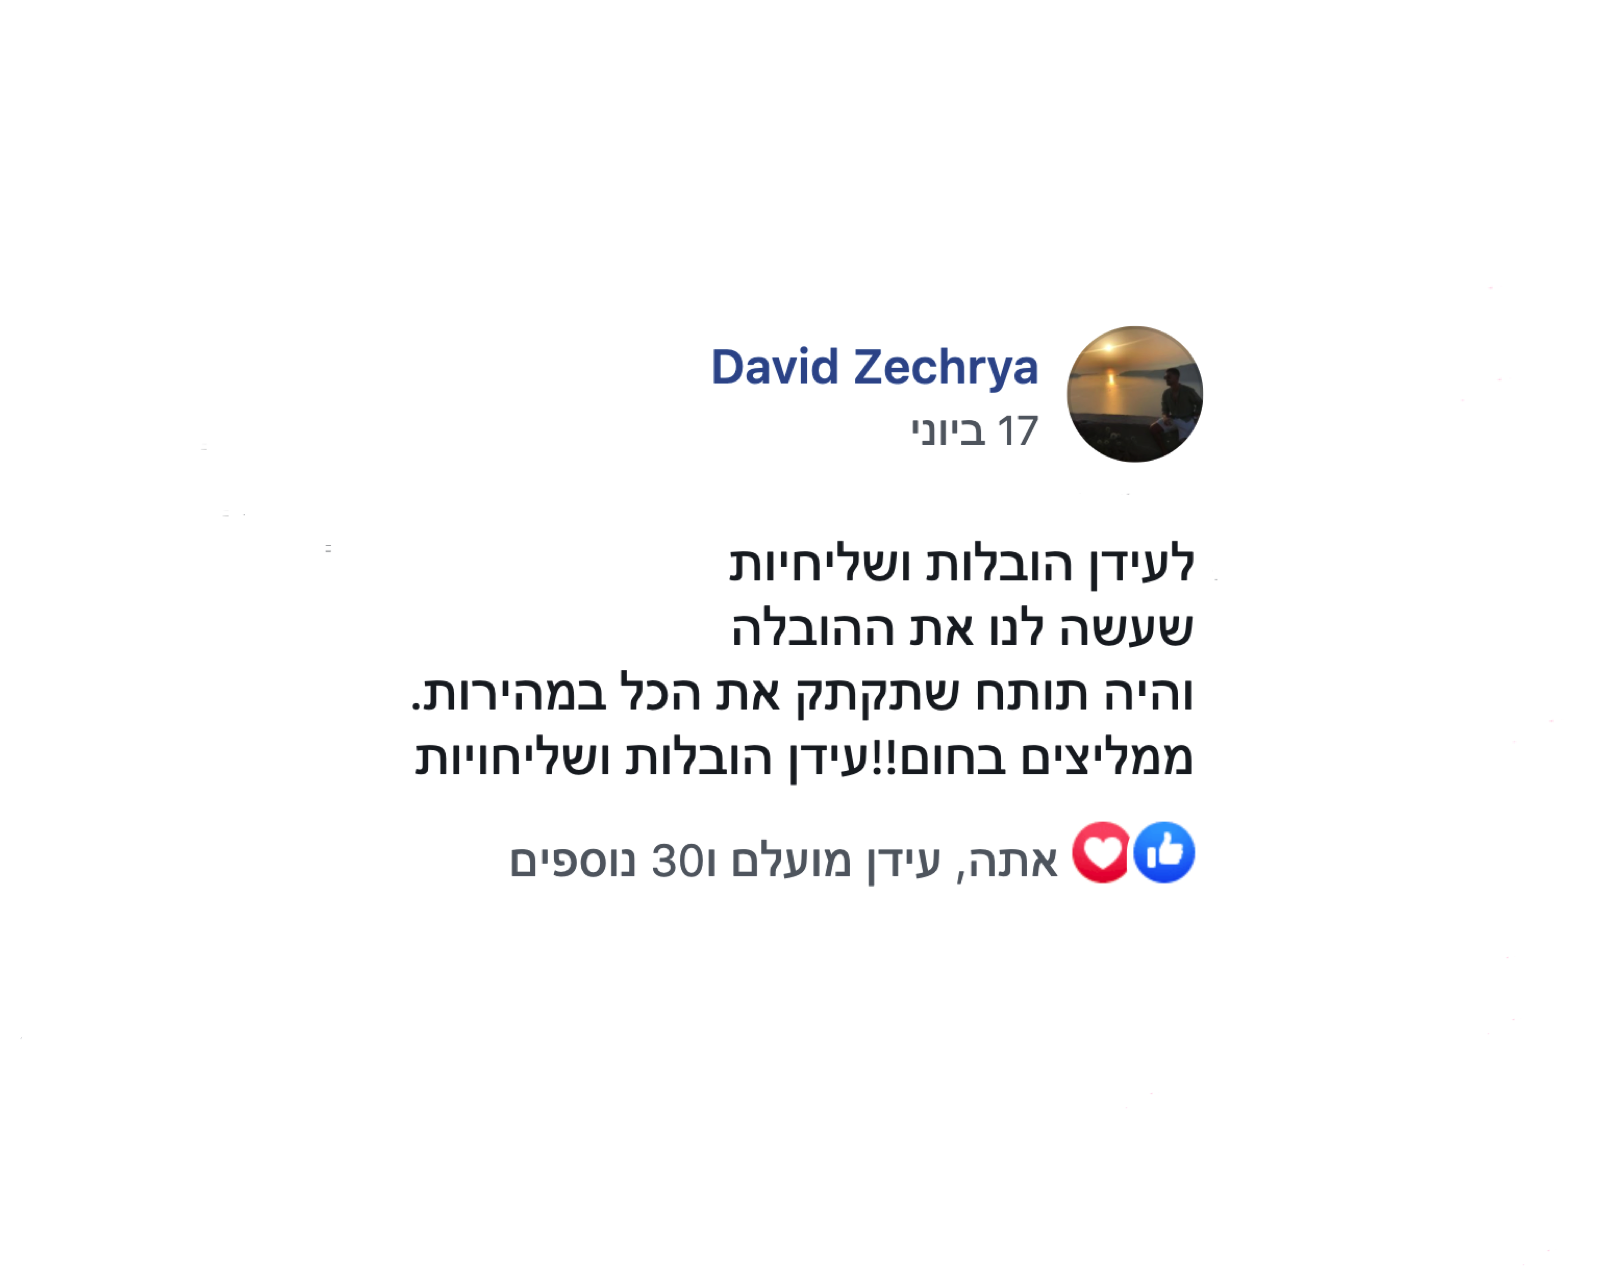 David Zechrya
17 ביוני
לעידן הובלות ושליחיות
שעשה לנו את ההובלה
והיה תותח שתקתק את הכל במהירות.
ממליצים בחום!!עידן הובלות ושליחויות
אתה, עידן מועלם ו30 נוספים